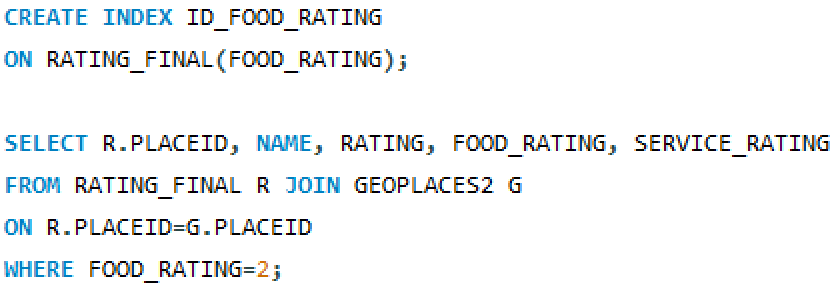 CREATE INDEX ID_FOOD_RATING
ON RATING_FINAL(FOOD_RATING);
SELECT R.PLACEID, NAME, RATING, FOOD_RATING, SERVICE_RATING
FROM RATING_FINAL R JOIN GEOPLACES2 G
ON R.PLACEID=G.PLACEID
WHERE FOOD_RATING=2;